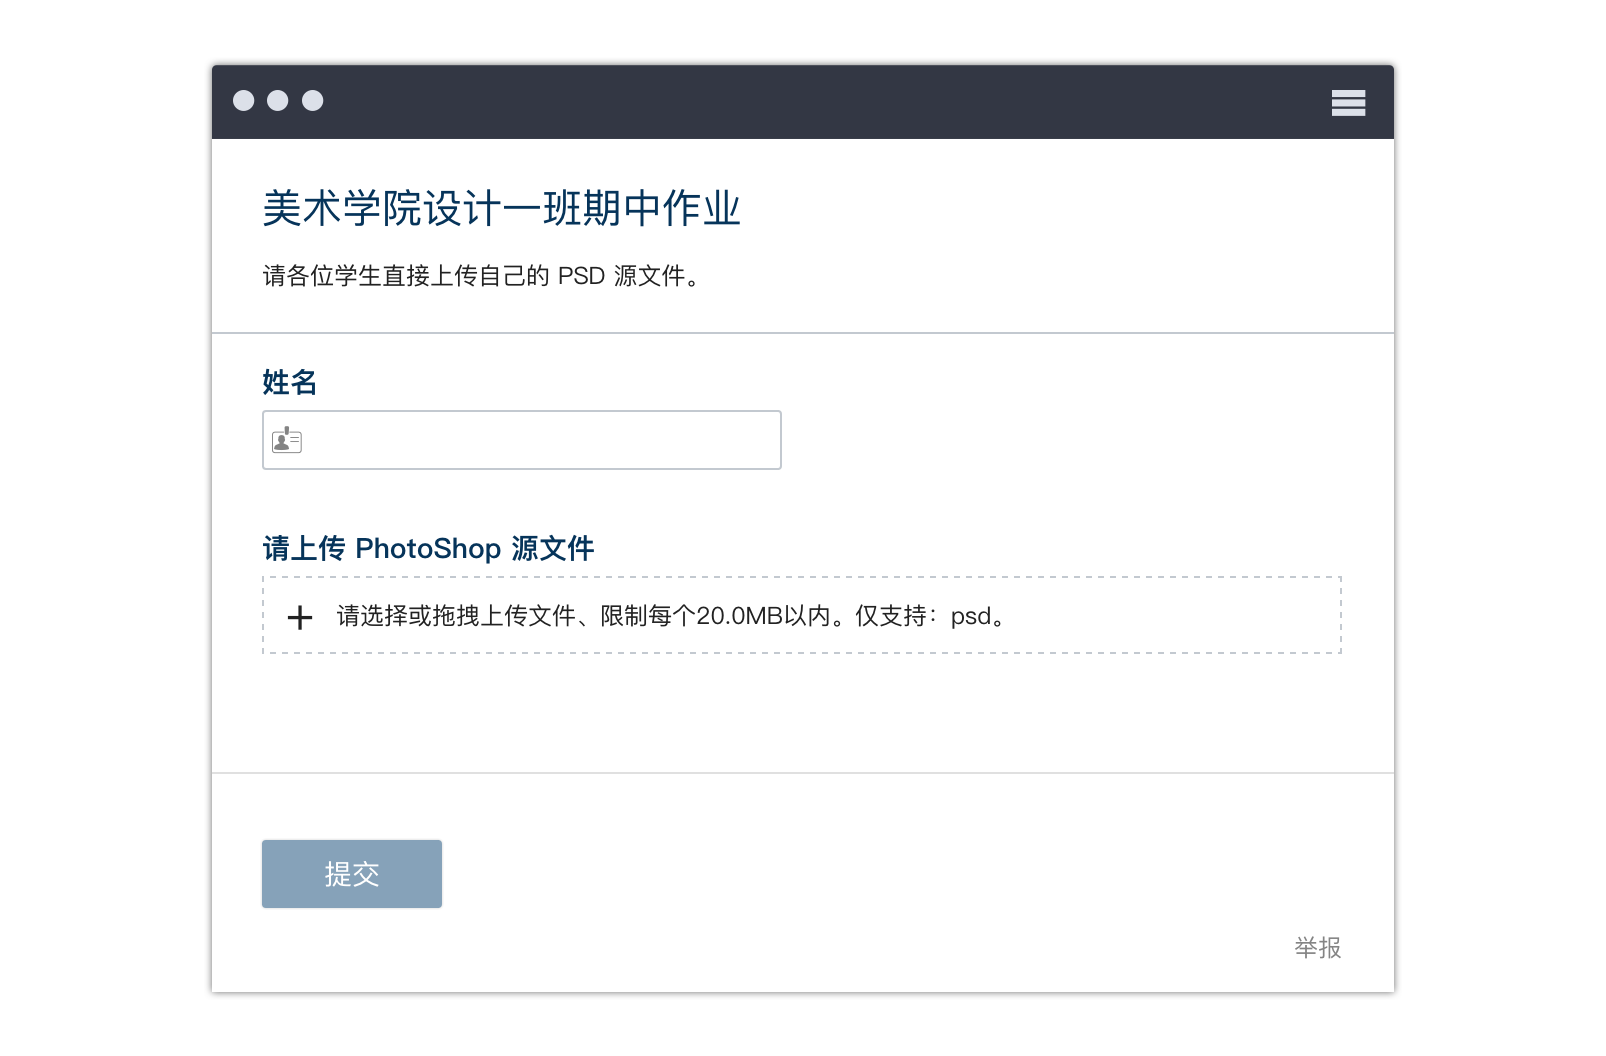 美术学院设计一班期中作业
请各位学生直接上传自己的 PSD 源文件。
姓名
请上传 PhotoShop 源文件
请选择或拖拽上传文件、限制每个20.0MB以内。仅支持：psd。
提交
举报